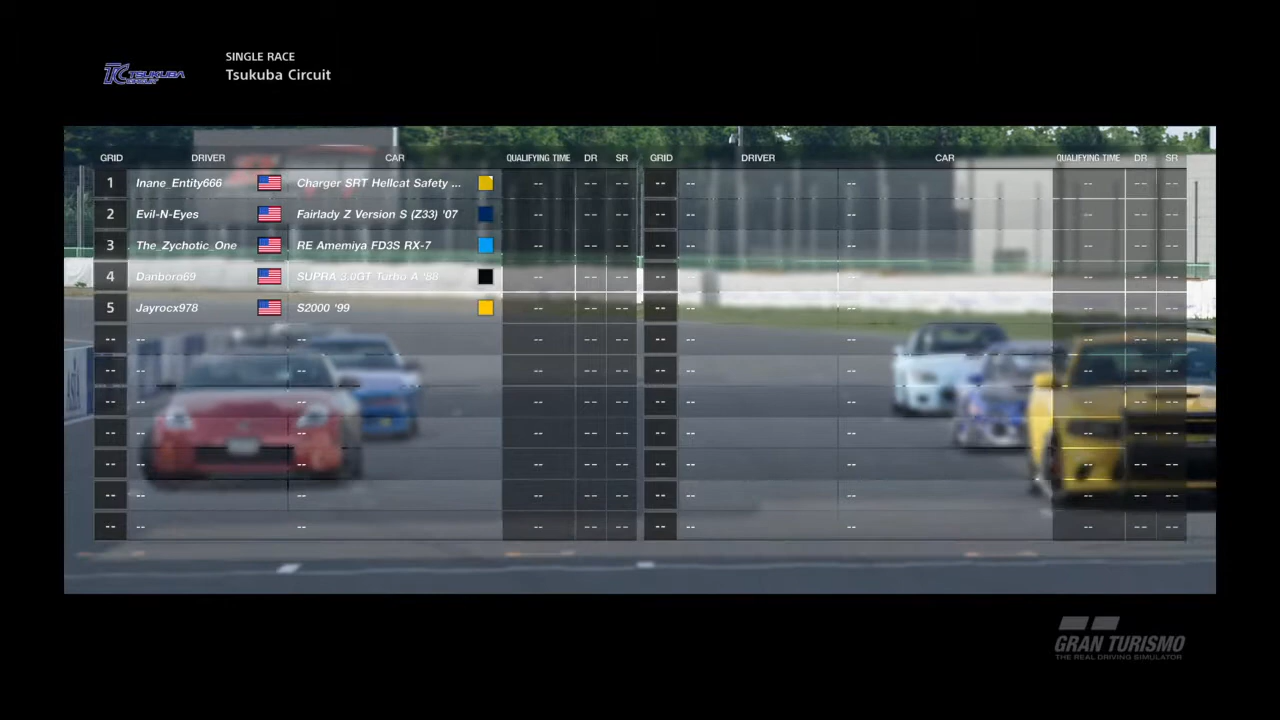 TC TSUKUBA CIRCUIT
SINGLE RACE
Tsukuba Circuit
GRID DRIVER CAR QUALIFYING TIME DR SR GRID DRIVER CAR QUALIFYING TIME DR SR
1 Inane_Entity666 Charger SRT Hellcat Safety ... -- -- -- -- -- -- -- -- --
2 Evil-N-Eyes Fairlady Z Version S (Z33) '07 -- -- -- -- -- -- -- -- --
3 The_Zychotic_One RE Amemiya FD3S RX-7 -- -- -- -- -- -- -- -- --
4 Danboro69 SUPRA 3.0GT Turbo A '88 -- -- -- -- -- -- -- -- --
5 Jayrocx978 S2000 '99 -- -- -- -- -- -- -- -- --
-- -- -- -- -- -- -- -- -- -- -- --
-- -- -- -- -- -- -- -- -- -- -- --
-- -- -- -- -- -- -- -- -- -- -- --
-- -- -- -- -- -- -- -- -- -- -- --
-- -- -- -- -- -- -- -- -- -- -- --
-- -- -- -- -- -- -- -- -- -- -- --
-- -- -- -- -- -- -- -- -- -- -- --
GRAN TURISMO
THE REAL DRIVING SIMULATOR